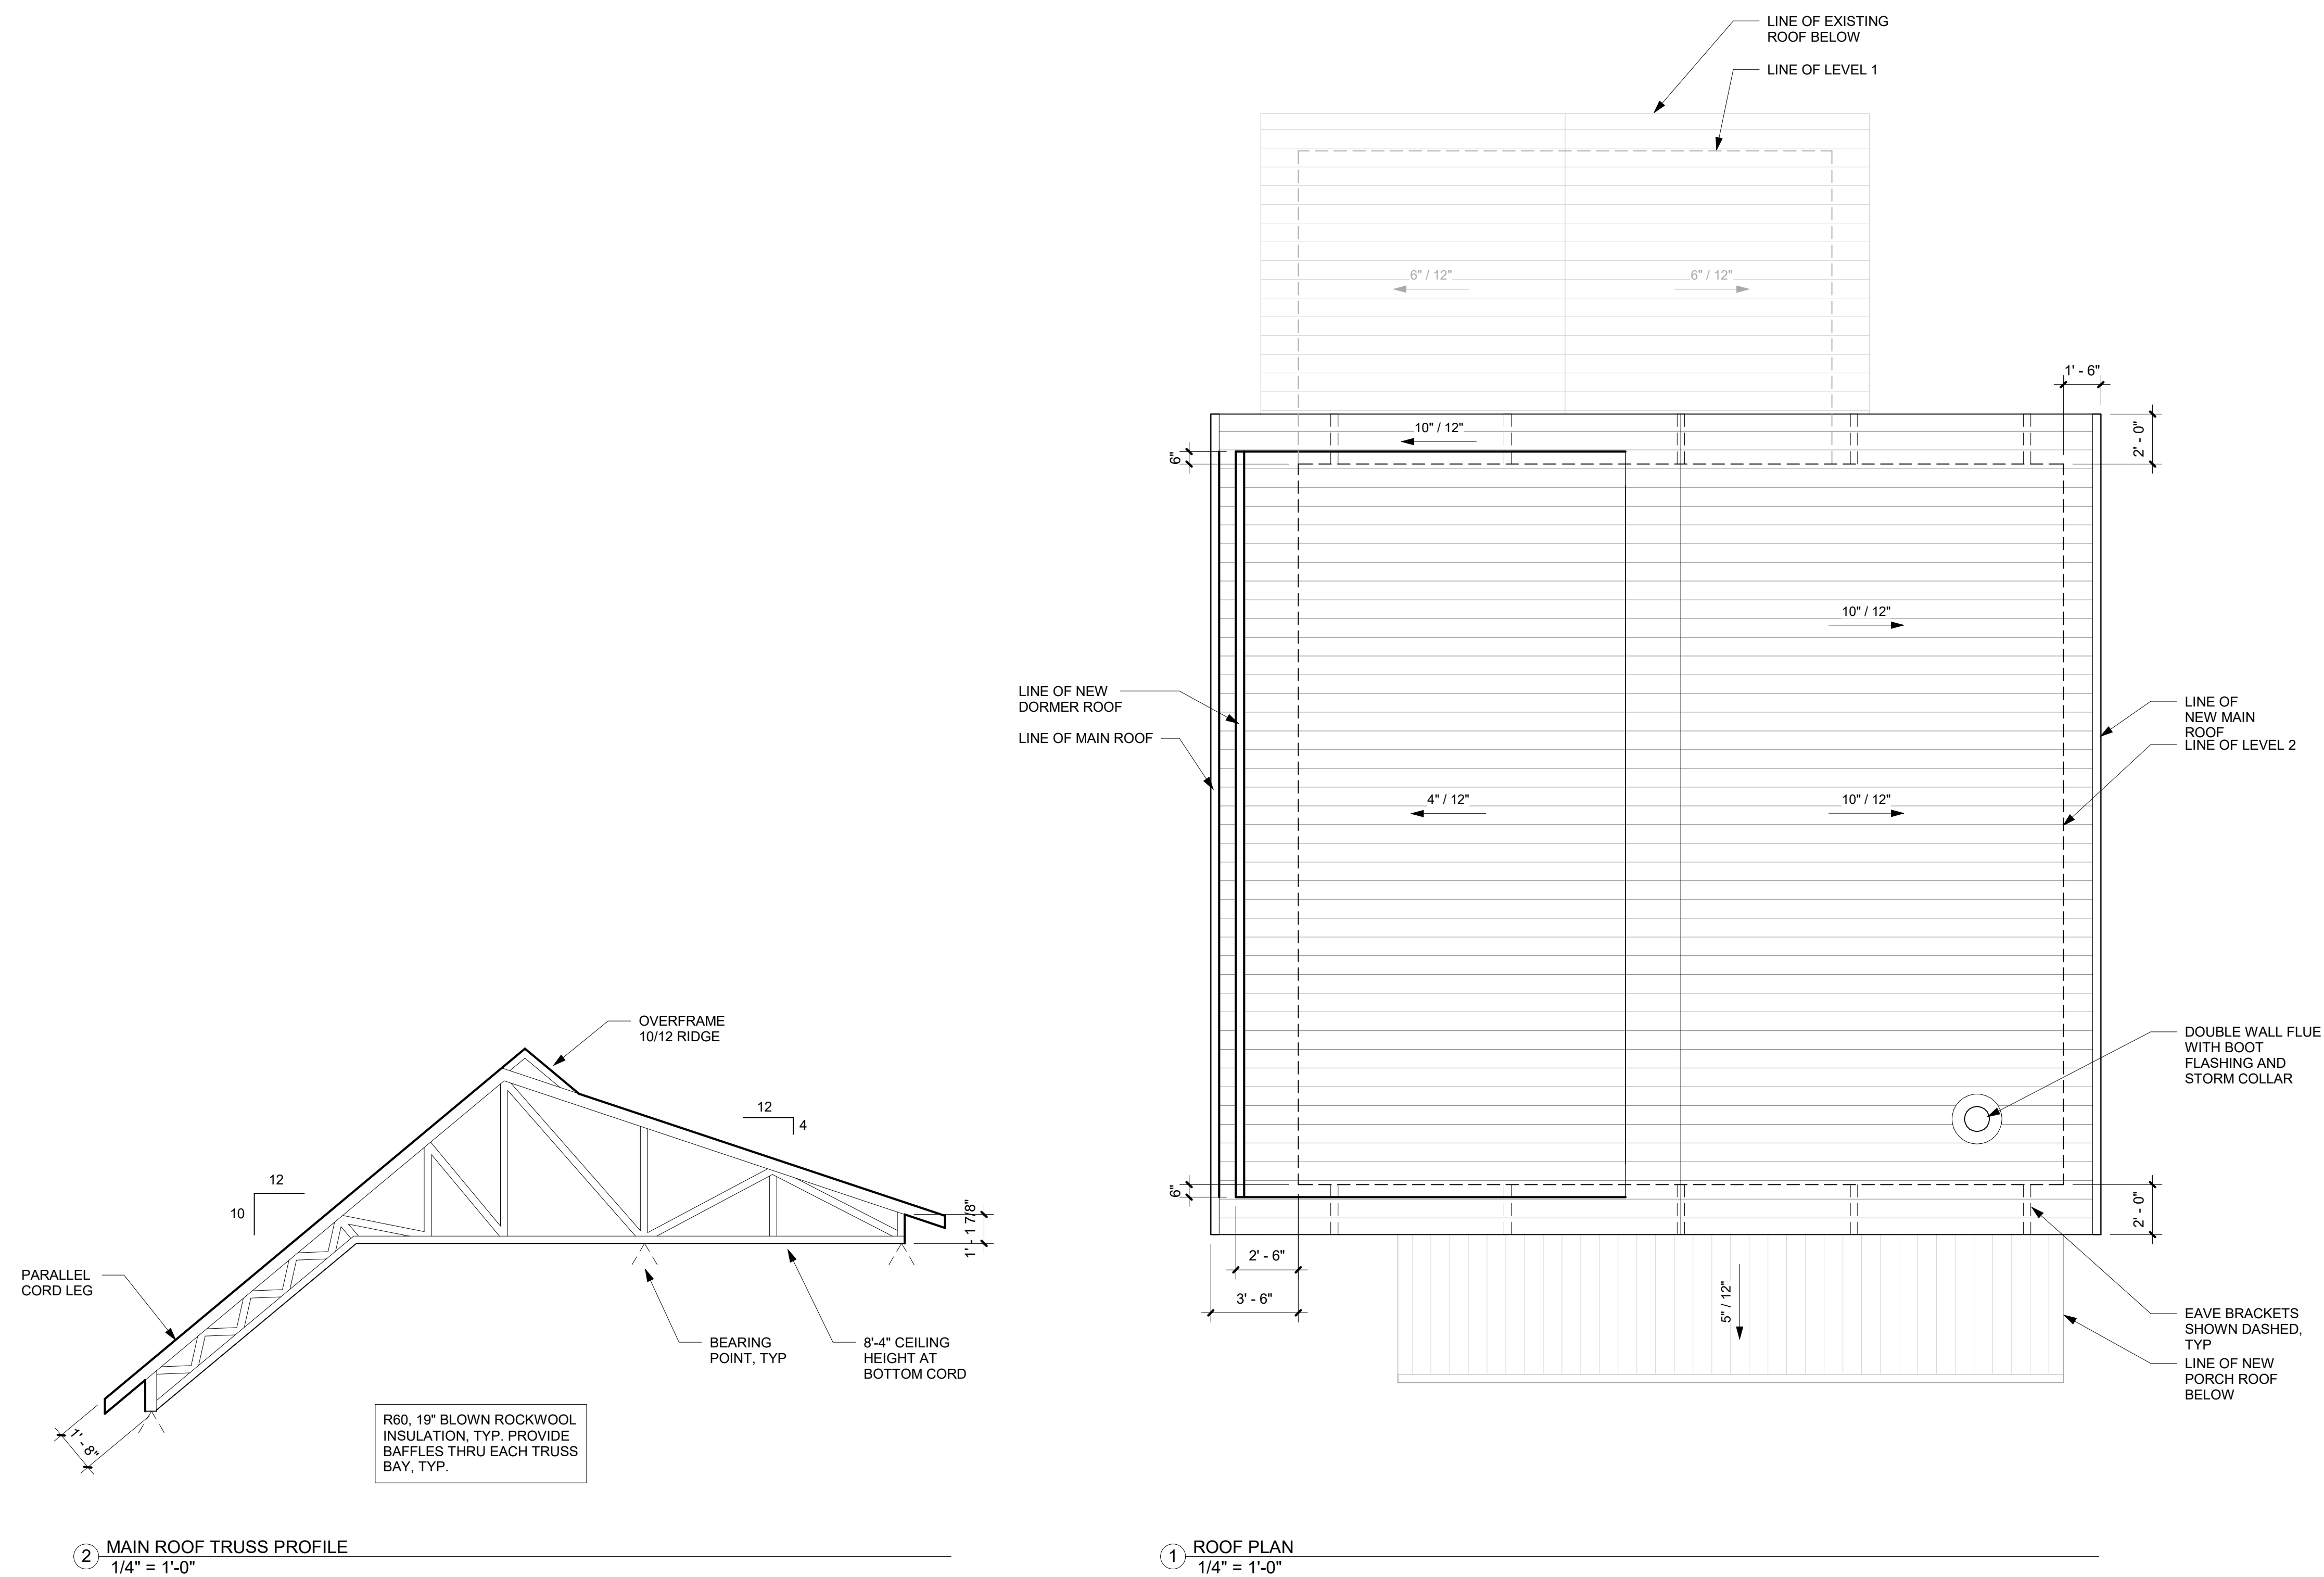 LINE OF EXISTING
ROOF BELOW
LINE OF LEVEL 1
6" / 12"
6" / 12"
1' - 6"
2' - 0"
10" / 12"
6"
10" / 12"
LINE OF NEW
DORMER ROOF
LINE OF MAIN ROOF
LINE OF
NEW MAIN
ROOF
LINE OF LEVEL 2
4" / 12"
10" / 12"
DOUBLE WALL FLUE
WITH BOOT
FLASHING AND
STORM COLLAR
6"
2' - 0"
2' - 6"
3' - 6"
5" / 12"
EAVE BRACKETS
SHOWN DASHED,
TYP
LINE OF NEW
PORCH ROOF
BELOW
1 ROOF PLAN
1/4" = 1'-0"
OVERFRAME
10/12 RIDGE
12
4
12
10
1' - 1 7/8"
PARALLEL
CORD LEG
BEARING
POINT, TYP
8'-4" CEILING
HEIGHT AT
BOTTOM CORD
1' - 8"
R60, 19" BLOWN ROCKWOOL
INSULATION, TYP. PROVIDE
BAFFLES THRU EACH TRUSS
BAY, TYP.
2 MAIN ROOF TRUSS PROFILE
1/4" = 1'-0"